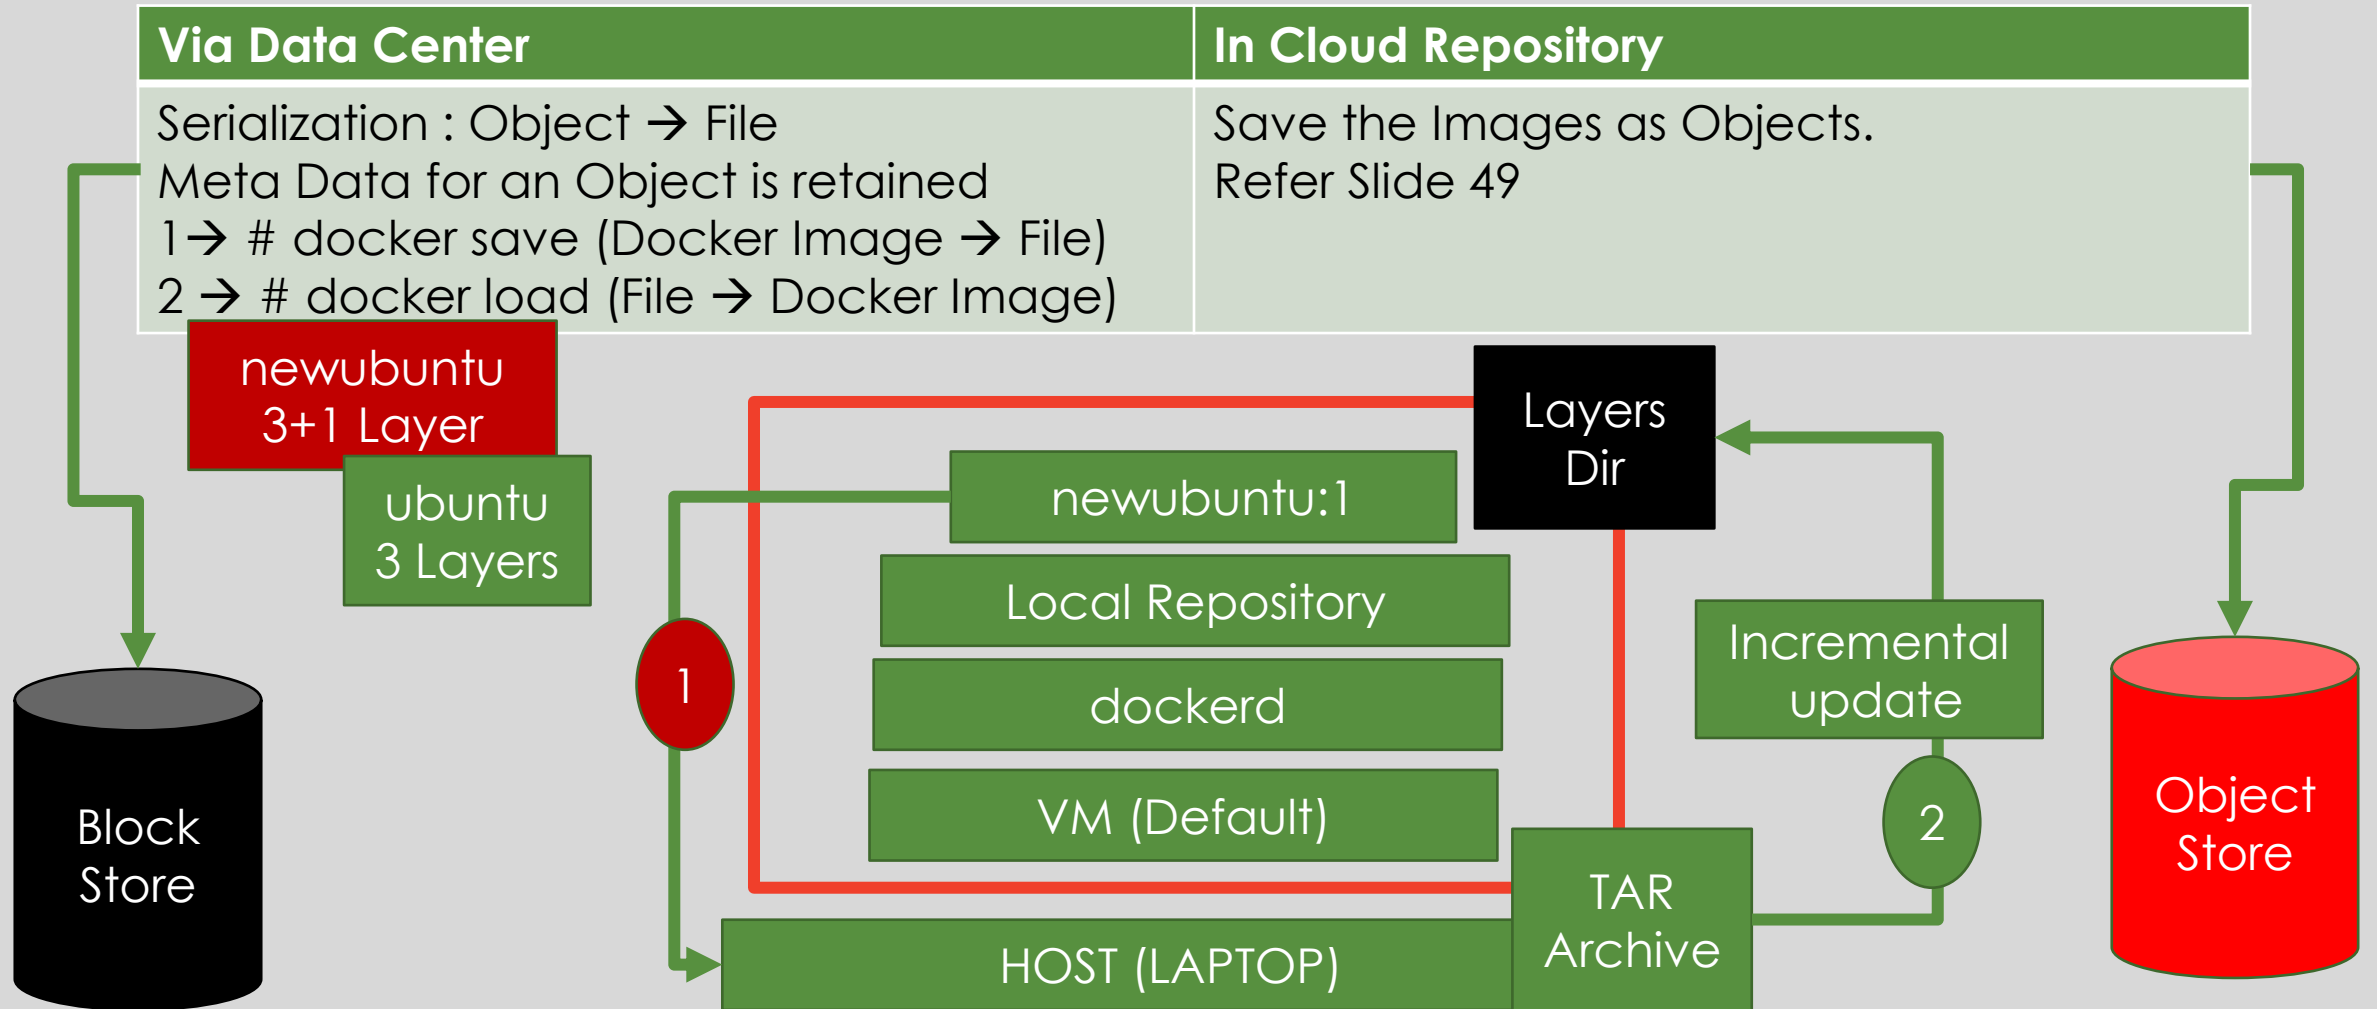 Via Data Center
In Cloud Repository
Serialization : Object → File
Meta Data for an Object is retained
1→ # docker save (Docker Image → File)
2 → # docker load (File → Docker Image)
Save the Images as Objects.
Refer Slide 49
newubuntu
3+1 Layer
ubuntu
3 Layers
Layers
Dir
newubuntu:1
Local Repository
dockerd
VM (Default)
HOST (LAPTOP)
TAR
Archive
1
Incremental
update
2
Block
Store
Object
Store